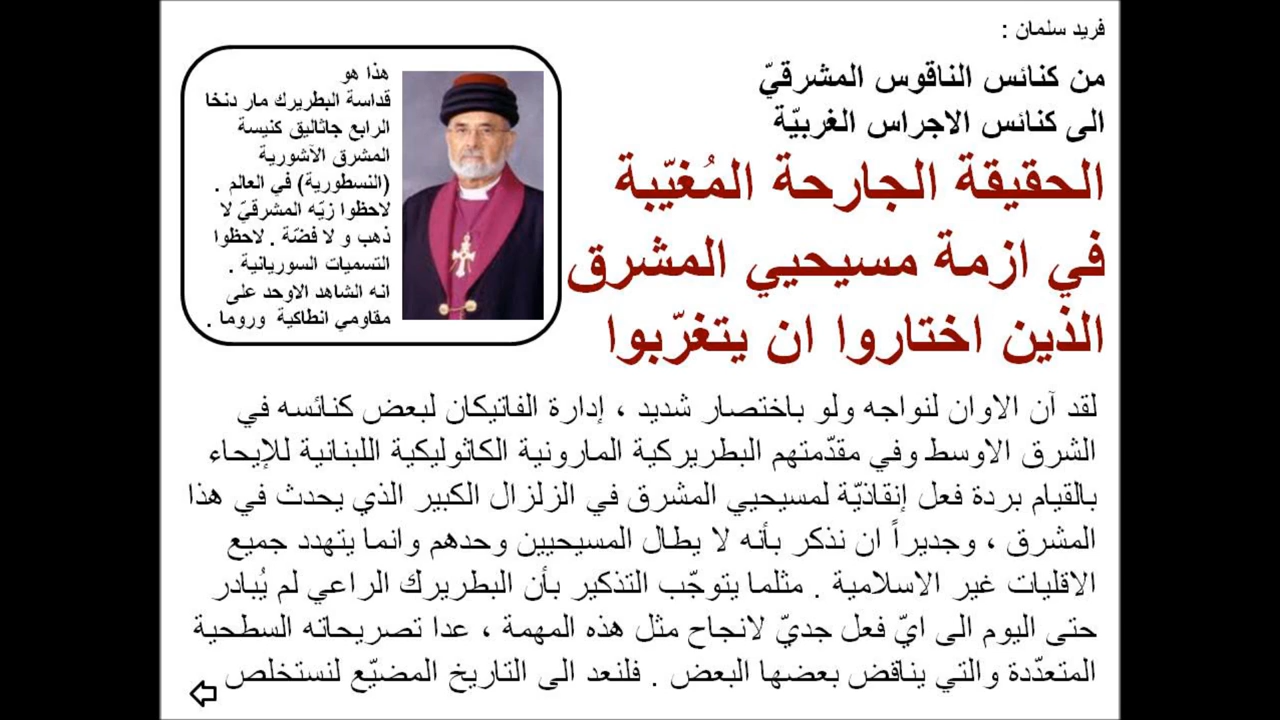 فريد سلمان :
من كنائس الناقوس المشرقيّ
الى كنائس الاجراس الغربيّة
الحقيقة الجارحة المُغيّبة
في ازمة مسيحيي المشرق
الذين اختاروا ان يتغرّبوا
هذا هو
قداسة البطريرك مار دنخا
الرابع جاثاليق كنيسة
المشرق الآشورية
(النسطورية) في العالم .
لاحظوا زيّه المشرقيّ لا
ذهب و لا فضّة . لاحظوا
التسميات السوريانية .
انه الشاهد الاوحد على
مقاومي انطاكية وروما .
لقد آن الاوان لنواجه ولو باختصار شديد ، إدارة الفاتيكان لبعض كنائسه في
الشرق الاوسط وفي مقدّمتهم البطريركية المارونية الكاثوليكية اللبنانية للإيحاء
بالقيام بردة فعل إنقاذيّة لمسيحيي المشرق في الزلزال الكبير الذي يحدث في هذا
المشرق ، وجديراً ان نذكر بأنه لا يطال المسيحيين وحدهم وانما يتهدد جميع
الاقليات غير الاسلامية . مثلما يتوجّب التذكير بأن البطريرك الراعي لم يُبادر
حتى اليوم الى ايّ فعل جديّ لانجاح مثل هذه المهمة ، عدا تصريحاته السطحية
المتعدّدة والتي يناقض بعضها البعض . فلنعد الى التاريخ المضيّع لنستخلص